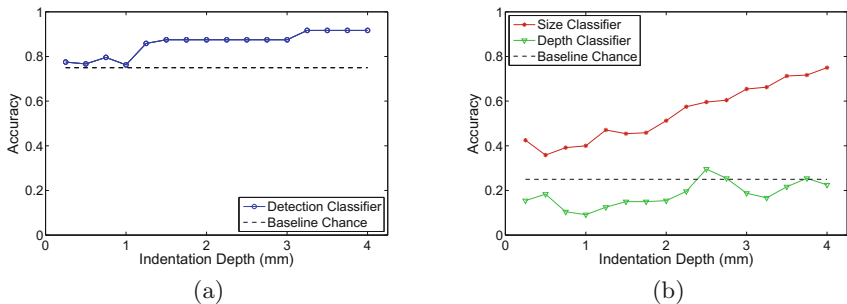 1
0.8
0.6
0.4
0.2
0
0 1 2 3 4
Accuracy
Indentation Depth (mm)
Detection Classifier
Baseline Chance
(a)
1
0.8
0.6
0.4
0.2
0
0 1 2 3 4
Accuracy
Indentation Depth (mm)
Size Classifier
Depth Classifier
Baseline Chance
(b)